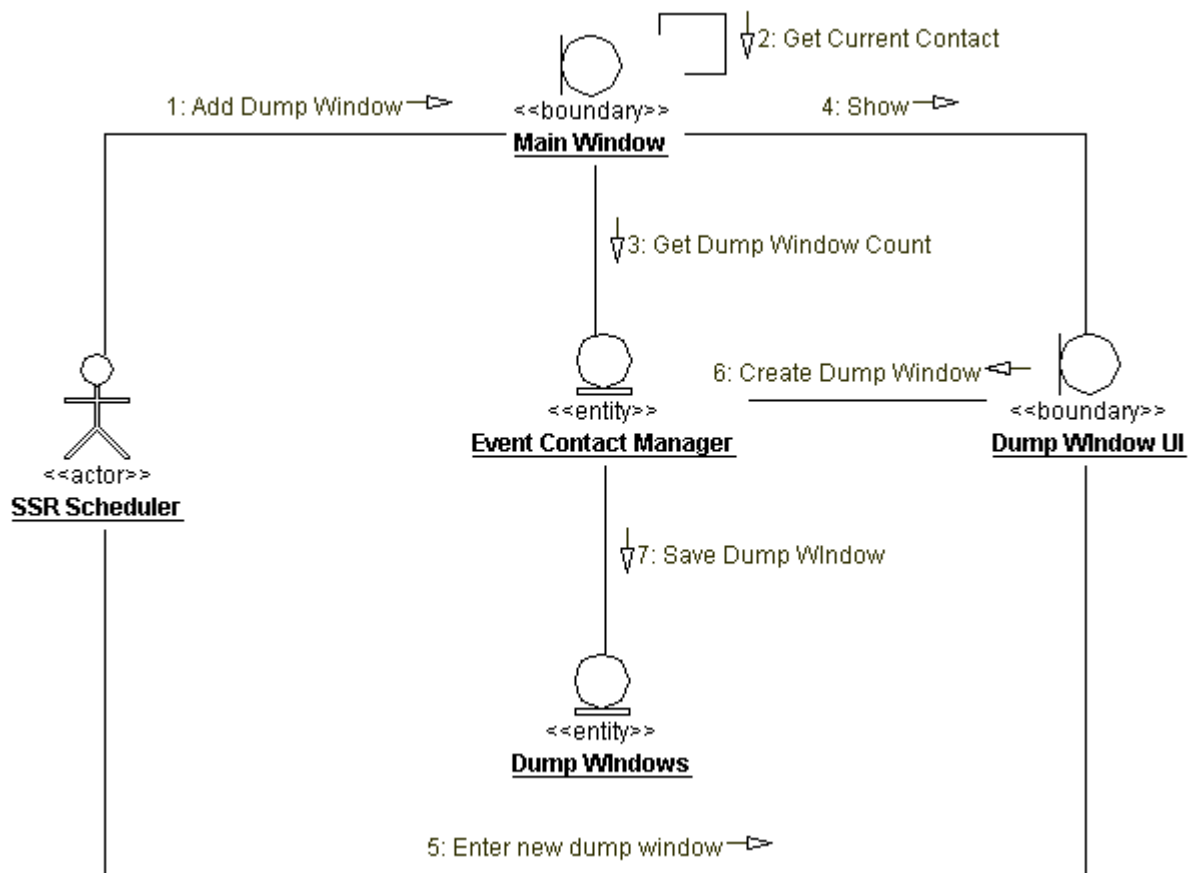 2: Get Current Contact
1: Add Dump Window
4: Show
<<boundary>>
Main Window
3: Get Dump Window Count
6: Create Dump Window
<<entity>>
<<boundary>>
Event Contact Manager
Dump WIndow UI
<<actor>>
SSR Scheduler
7: Save Dump WIndow
<<entity>>
Dump WIndows
5: Enter new dump window